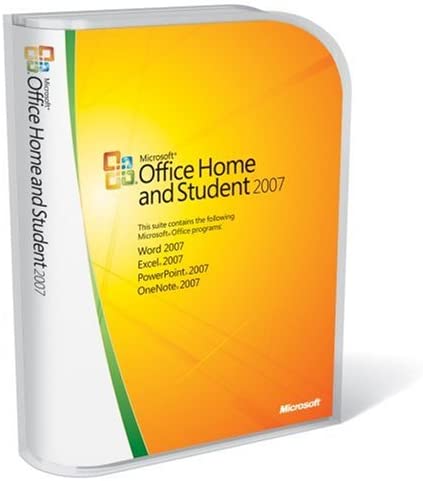 Microsoft®
Office Home and Student 2007
Microsoft®
Office Home
and Student 2007
This suite contains the following
Microsoft® Office programs:
Word 2007
Excel® 2007
PowerPoint® 2007
OneNote® 2007
Microsoft